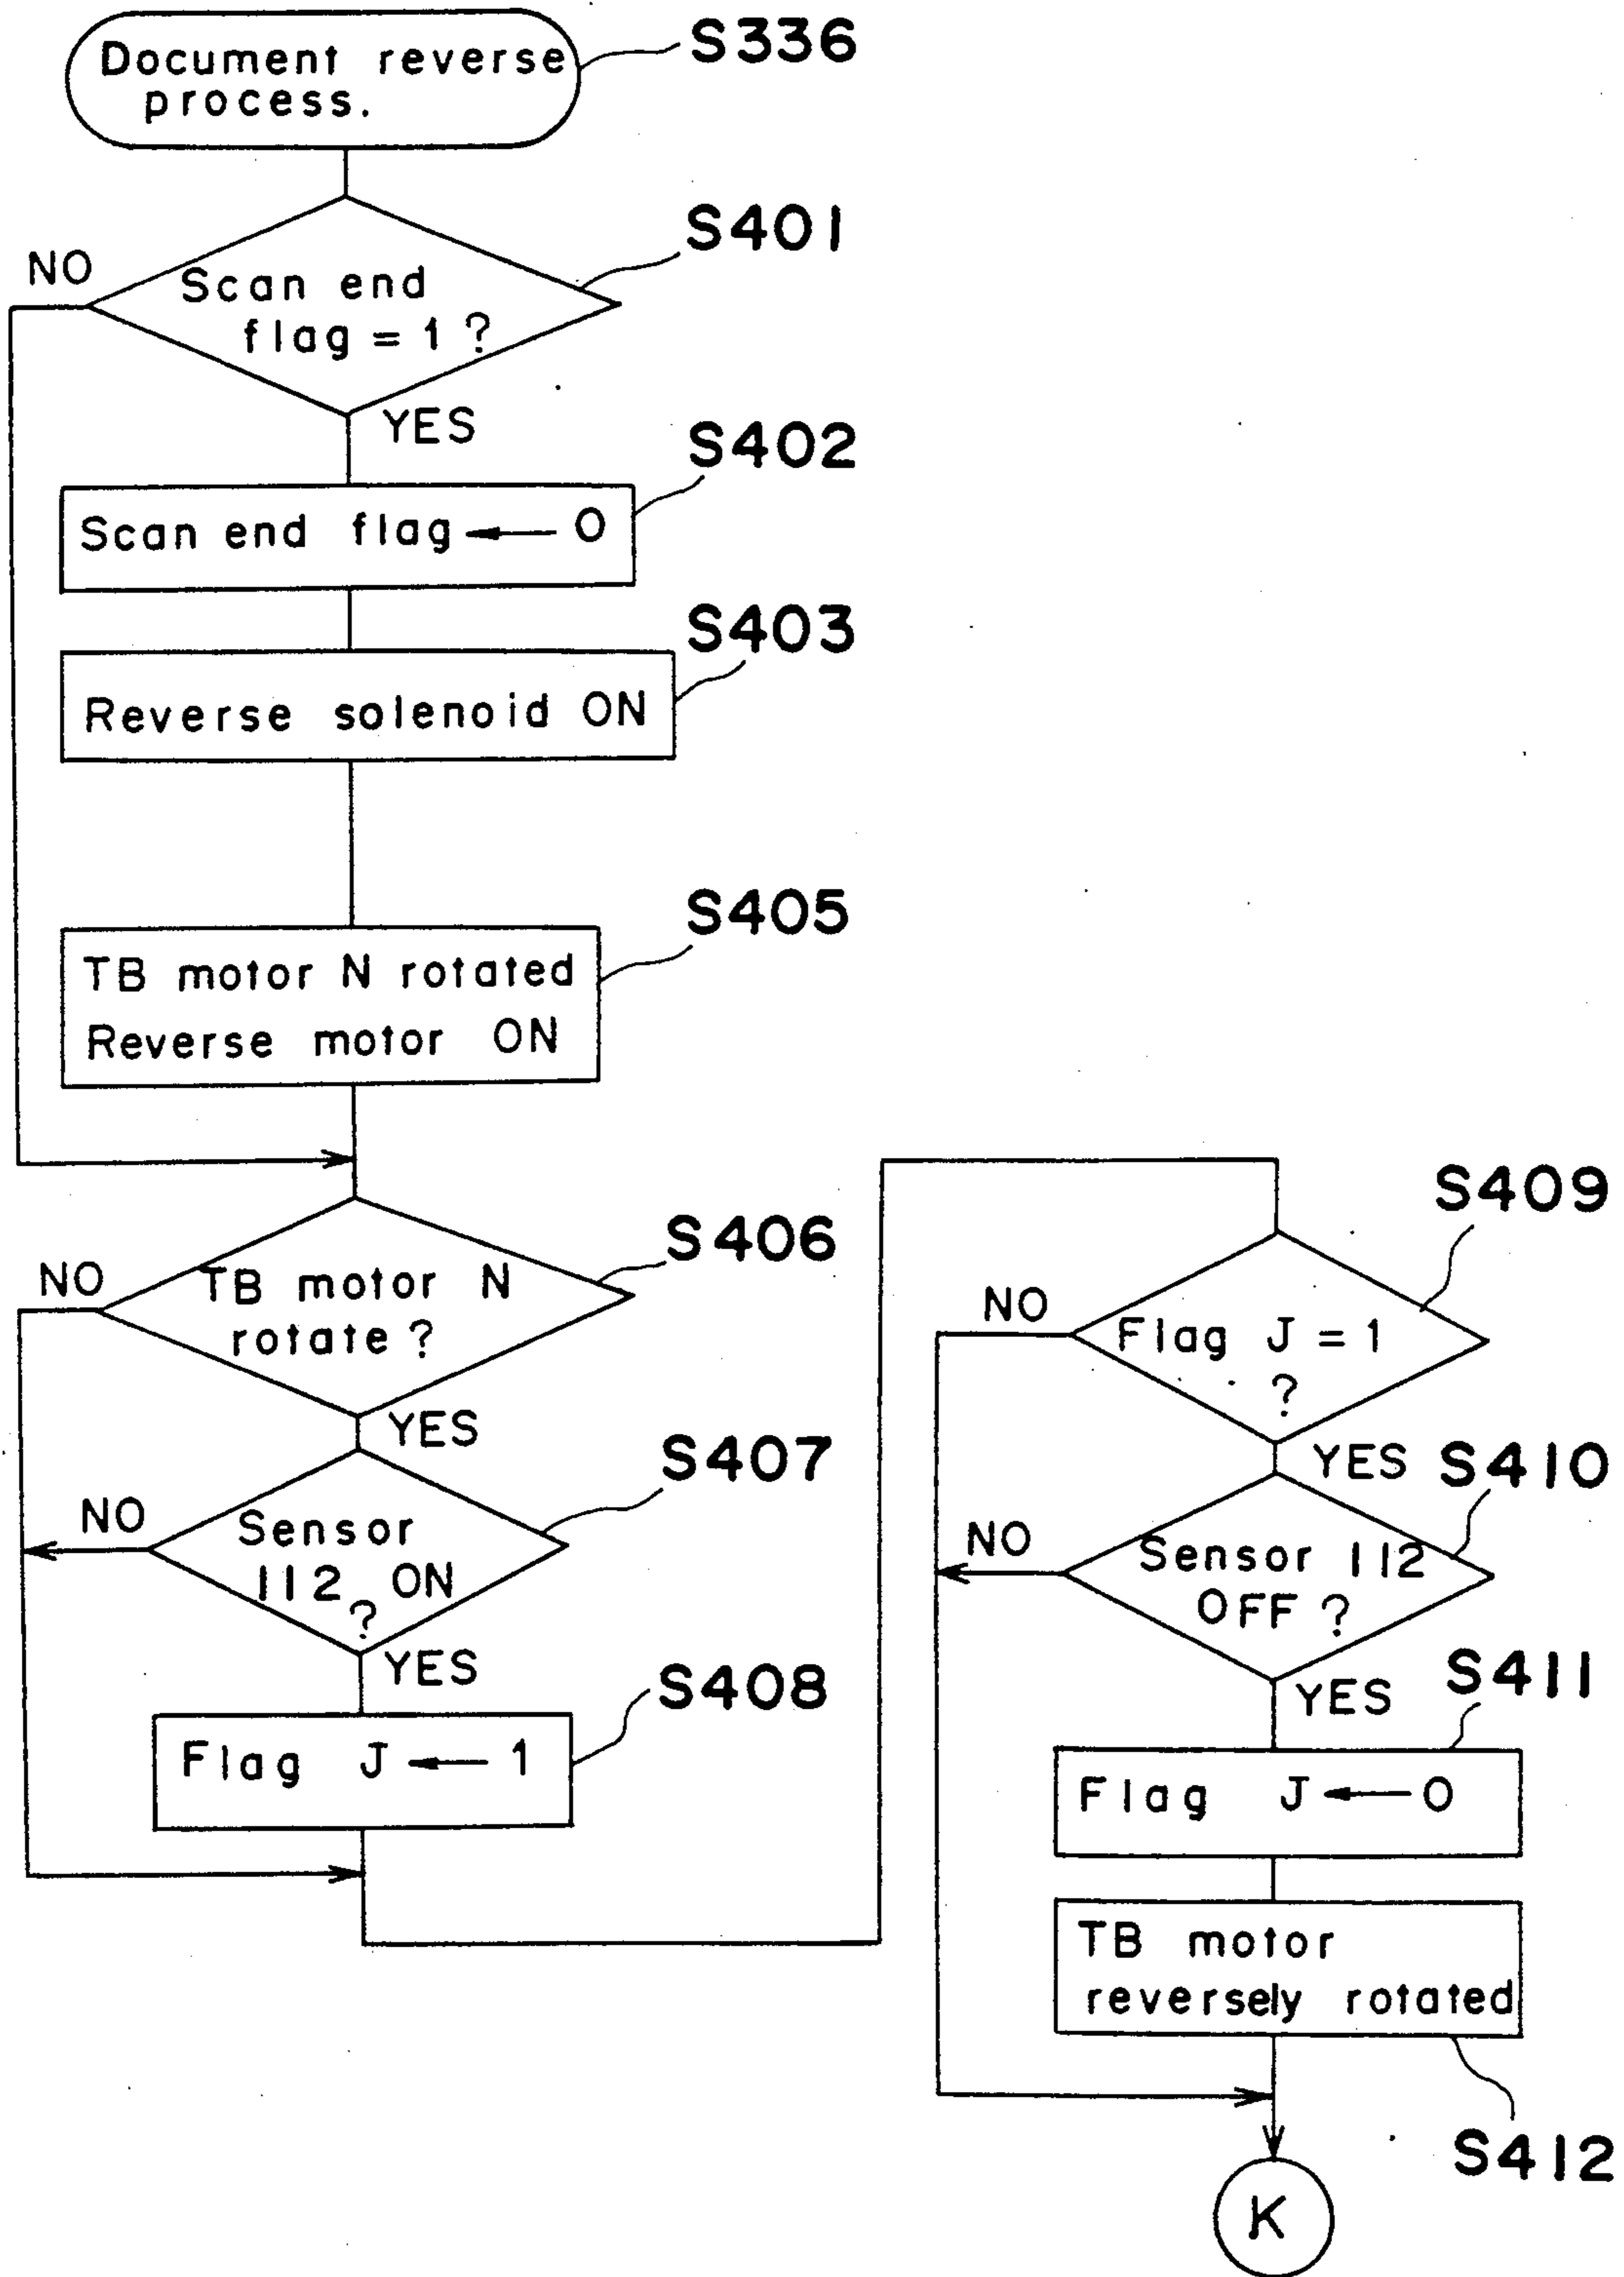 Document reverse
process.
S336
S401
NO
Scan end
flag = 1 ?
YES
S402
Scan end flag ← 0
S403
Reverse solenoid ON
S405
TB motor N rotated
Reverse motor ON
S406
NO
TB motor N
rotate ?
YES
S407
NO
Sensor
112 ON
?
YES
S408
Flag J ← 1
S409
NO
Flag J = 1
?
YES
S410
NO
Sensor 112
OFF ?
YES
S411
Flag J ← 0
TB motor
reversely rotated
S412
K